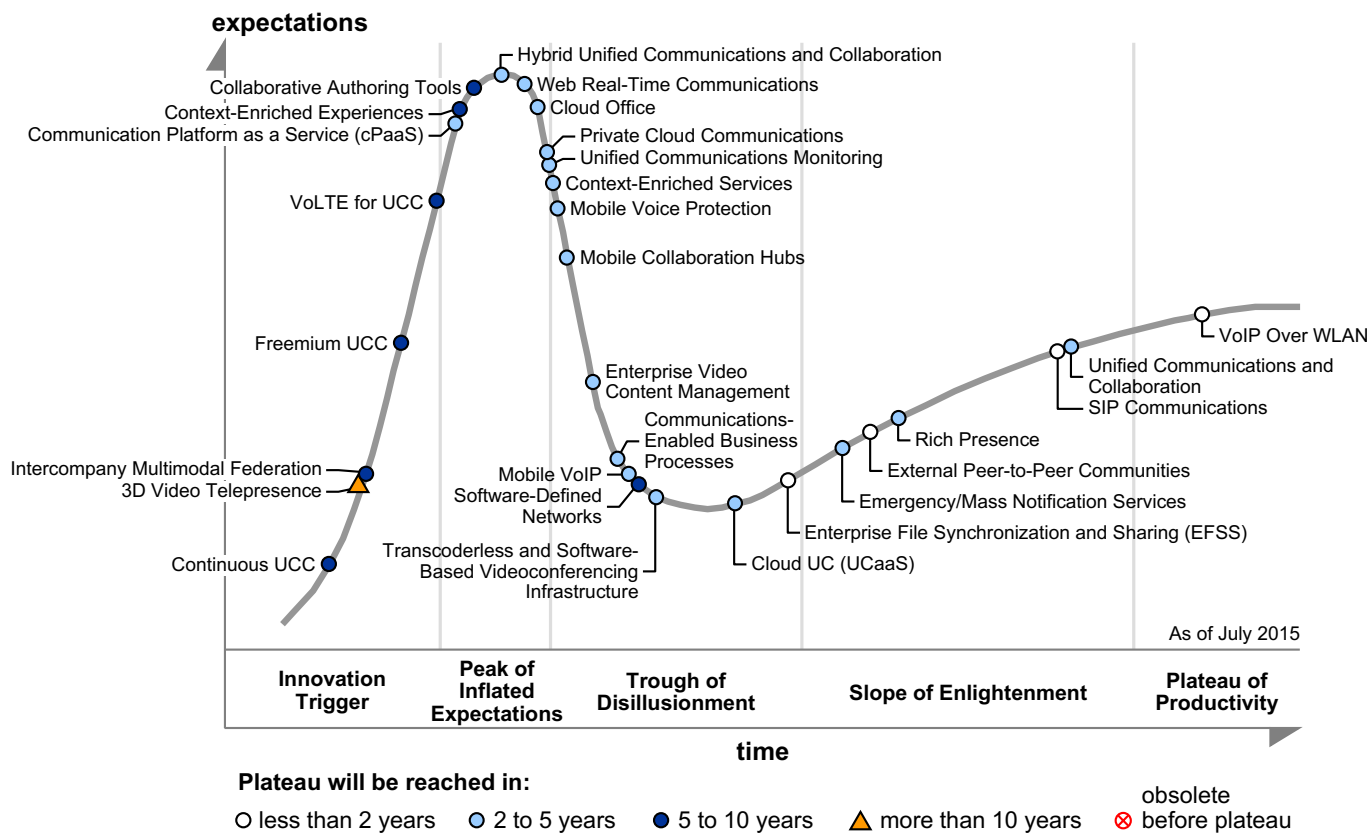 expectations
Hybrid Unified Communications and Collaboration
Collaborative Authoring Tools
Web Real-Time Communications
Context-Enriched Experiences
Cloud Office
Communication Platform as a Service (cPaaS)
Private Cloud Communications
Unified Communications Monitoring
Context-Enriched Services
VoLTE for UCC
Mobile Voice Protection
Mobile Collaboration Hubs
Freemium UCC
VoIP Over WLAN
Enterprise Video
Content Management
Unified Communications and
Collaboration
SIP Communications
Communications-
Enabled Business
Processes
Rich Presence
Intercompany Multimodal Federation
3D Video Telepresence
Mobile VoIP
Software-Defined
Networks
External Peer-to-Peer Communities
Emergency/Mass Notification Services
Enterprise File Synchronization and Sharing (EFSS)
Transcoderless and Software-
Based Videoconferencing
Infrastructure
Cloud UC (UCaaS)
Continuous UCC
As of July 2015
Innovation
Trigger
Peak of
Inflated
Expectations
Trough of
Disillusionment
Slope of Enlightenment
Plateau of
Productivity
time
Plateau will be reached in:
less than 2 years
2 to 5 years
5 to 10 years
more than 10 years
obsolete
before plateau